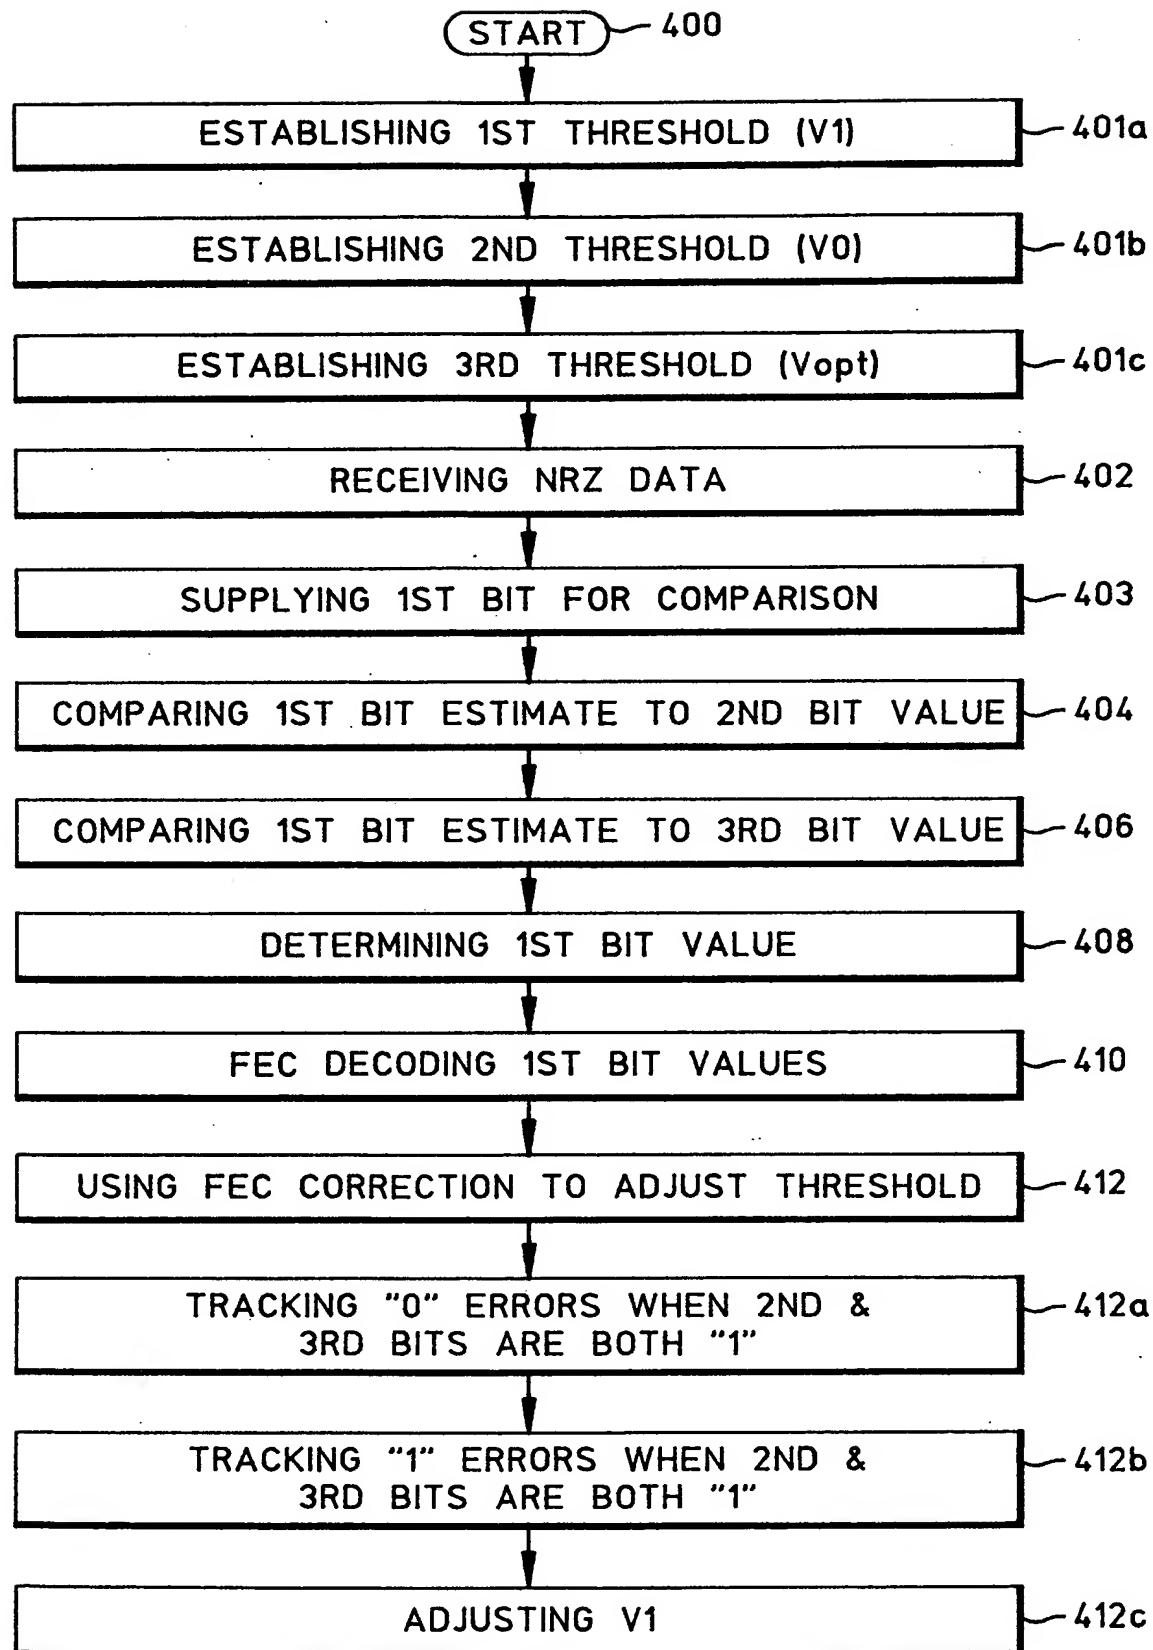 START 400
ESTABLISHING 1ST THRESHOLD (V1) 401a
ESTABLISHING 2ND THRESHOLD (V0) 401b
ESTABLISHING 3RD THRESHOLD (Vopt) 401c
RECEIVING NRZ DATA 402
SUPPLYING 1ST BIT FOR COMPARISON 403
COMPARING 1ST BIT ESTIMATE TO 2ND BIT VALUE 404
COMPARING 1ST BIT ESTIMATE TO 3RD BIT VALUE 406
DETERMINING 1ST BIT VALUE 408
FEC DECODING 1ST BIT VALUES 410
USING FEC CORRECTION TO ADJUST THRESHOLD 412
TRACKING "0" ERRORS WHEN 2ND & 412a
3RD BITS ARE BOTH "1"
TRACKING "1" ERRORS WHEN 2ND & 412b
3RD BITS ARE BOTH "1"
ADJUSTING V1 412c